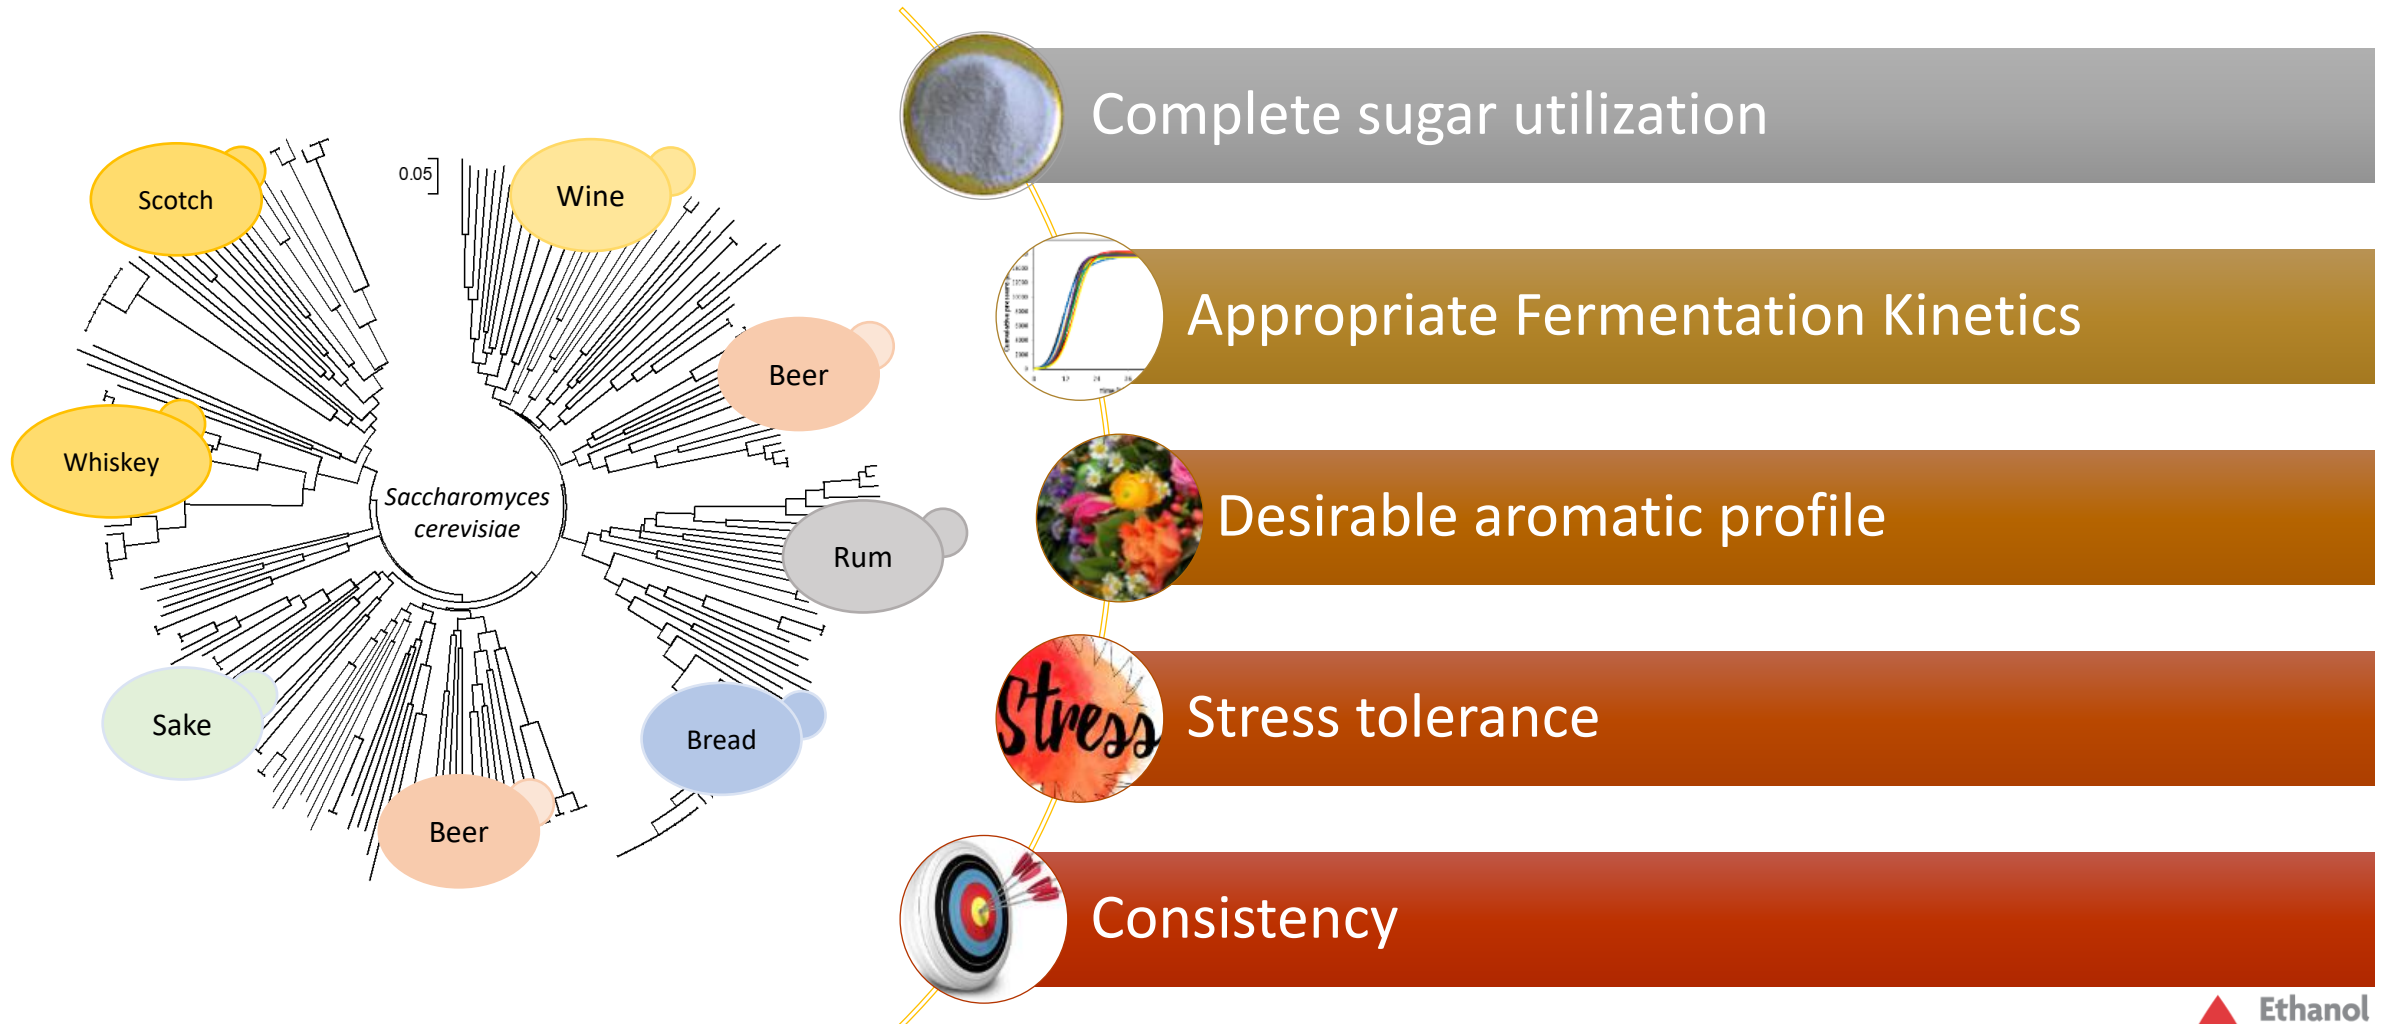 Scotch
0.05
Wine
Beer
Whiskey
Saccharomyces
cerevisiae
Rum
Sake
Bread
Beer
Complete sugar utilization
Appropriate Fermentation Kinetics
Desirable aromatic profile
Stress
Stress tolerance
Consistency
Ethanol